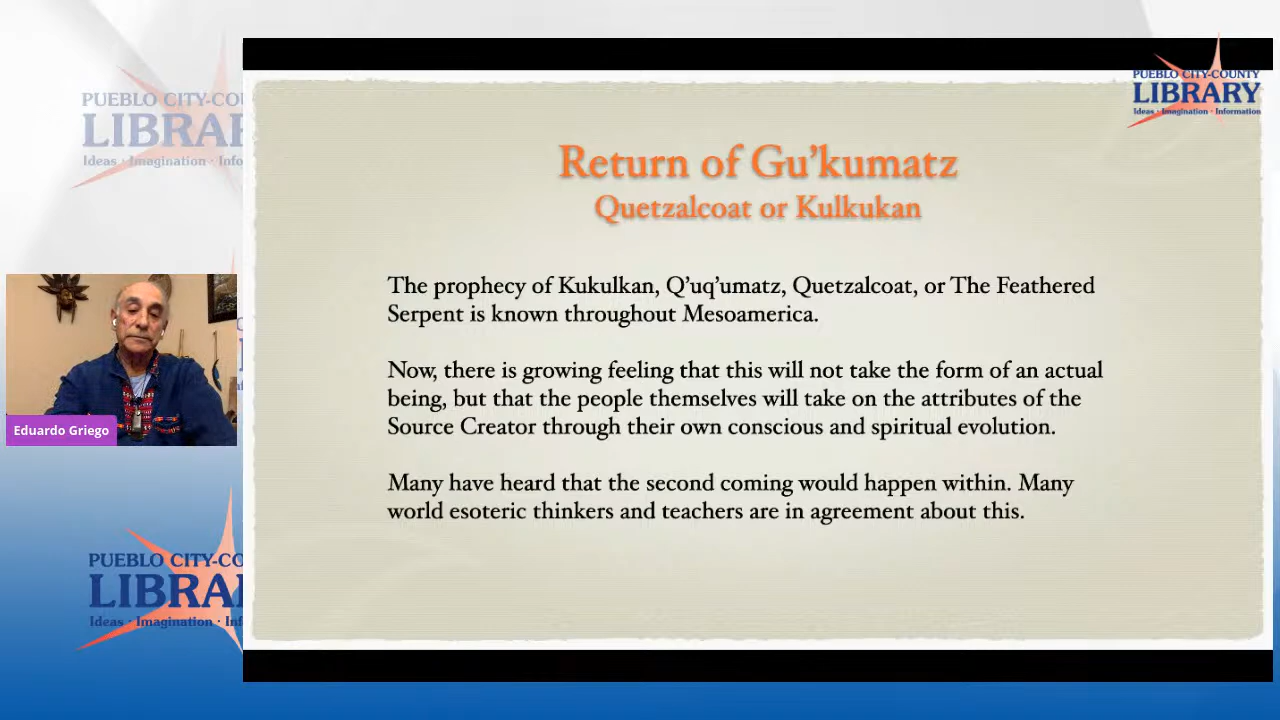 PUEBLO CITY-COU
LIBRAR
Ideas · Imagination · Info
PUEBLO CITY-COUNTY
LIBRARY
Ideas · Imagination · Information
Return of Gu’kumatz
Quetzalcoat or Kulkukan
The prophecy of Kukulkan, Q’uq’umatz, Quetzalcoat, or The Feathered
Serpent is known throughout Mesoamerica.
Now, there is growing feeling that this will not take the form of an actual
being, but that the people themselves will take on the attributes of the
Source Creator through their own conscious and spiritual evolution.
Many have heard that the second coming would happen within. Many
world esoteric thinkers and teachers are in agreement about this.
Eduardo Griego
PUEBLO CITY-CO
LIBRA
Ideas · Imagination · Inf